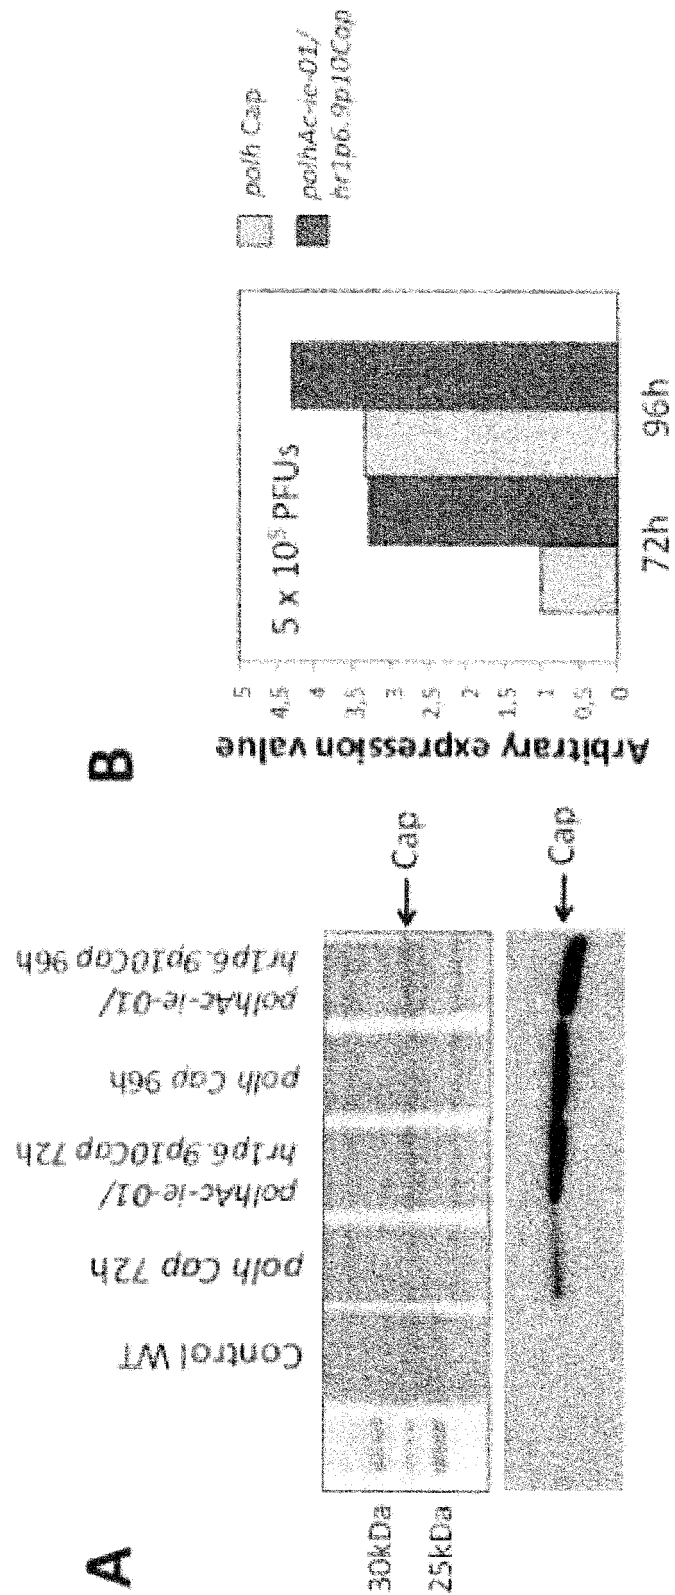 A
Control WT
polh Cap 72h
polhAc-ie-01/
hr1p6.9p10Cap 72h
polh Cap 96h
polhAc-ie-01/
hr1p6.9p10Cap 96h
30kDa
25kDa
Cap
Cap
B
Arbitrary expression value
5
4,5
4
3,5
3
2,5
2
1,5
1
0,5
0
5 x 10⁵ PFUs
72h
96h
polh Cap
polhAc-ie-01/
hr1p6.9p10Cap